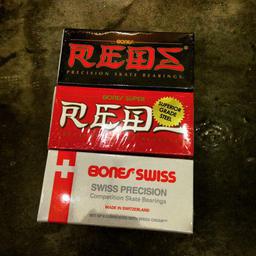 BONES
REDS
PRECISION SKATE BEARINGS
BONES SUPER
REDS
SUPERIOR
GRADE
STEEL
BONES SWISS
SWISS PRECISION
Competition Skate Bearings
MADE IN SWITZERLAND